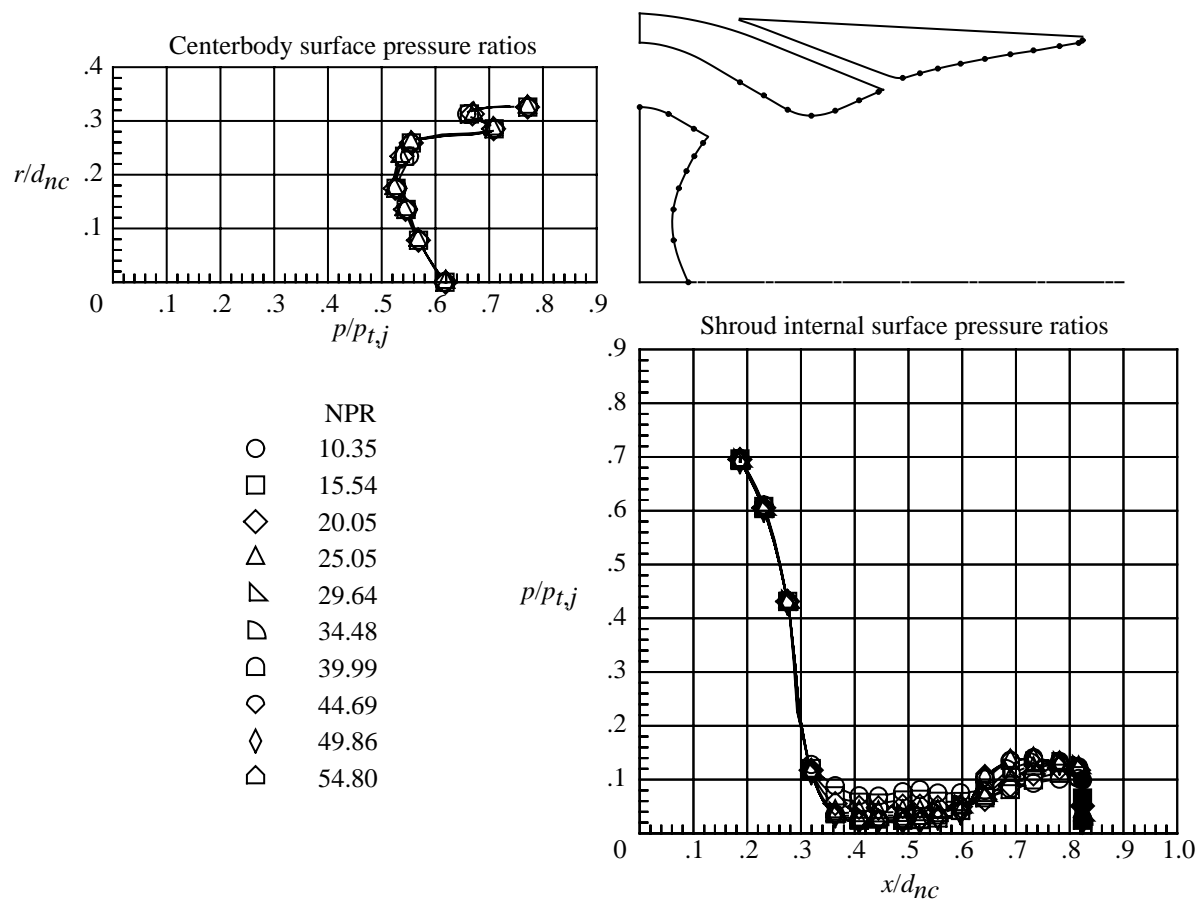 Centerbody surface pressure ratios
.4
.3
r/dnc .2
.1
0 .1 .2 .3 .4 .5 .6 .7 .8 .9
p/pt,j
NPR
10.35
15.54
20.05
25.05
29.64
34.48
39.99
44.69
49.86
54.80
Shroud internal surface pressure ratios
.9
.8
.7
.6
.5
p/pt,j
.4
.3
.2
.1
0 .1 .2 .3 .4 .5 .6 .7 .8 .9 1.0
x/dnc